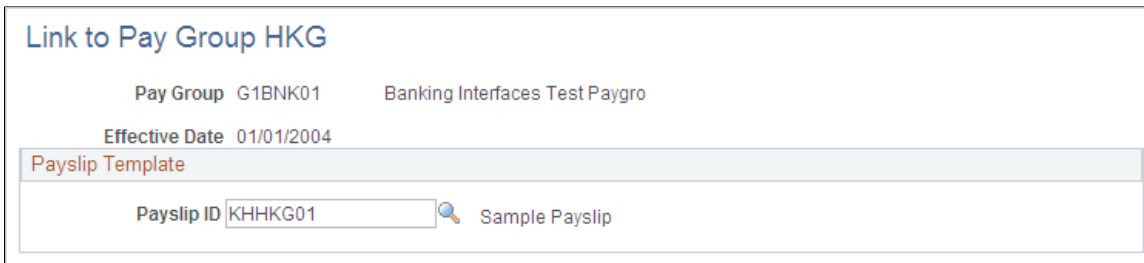 Link to Pay Group HKG
Pay Group G1BNK01 Banking Interfaces Test Paygro
Effective Date 01/01/2004
Payslip Template
Payslip ID KHHKG01 Sample Payslip